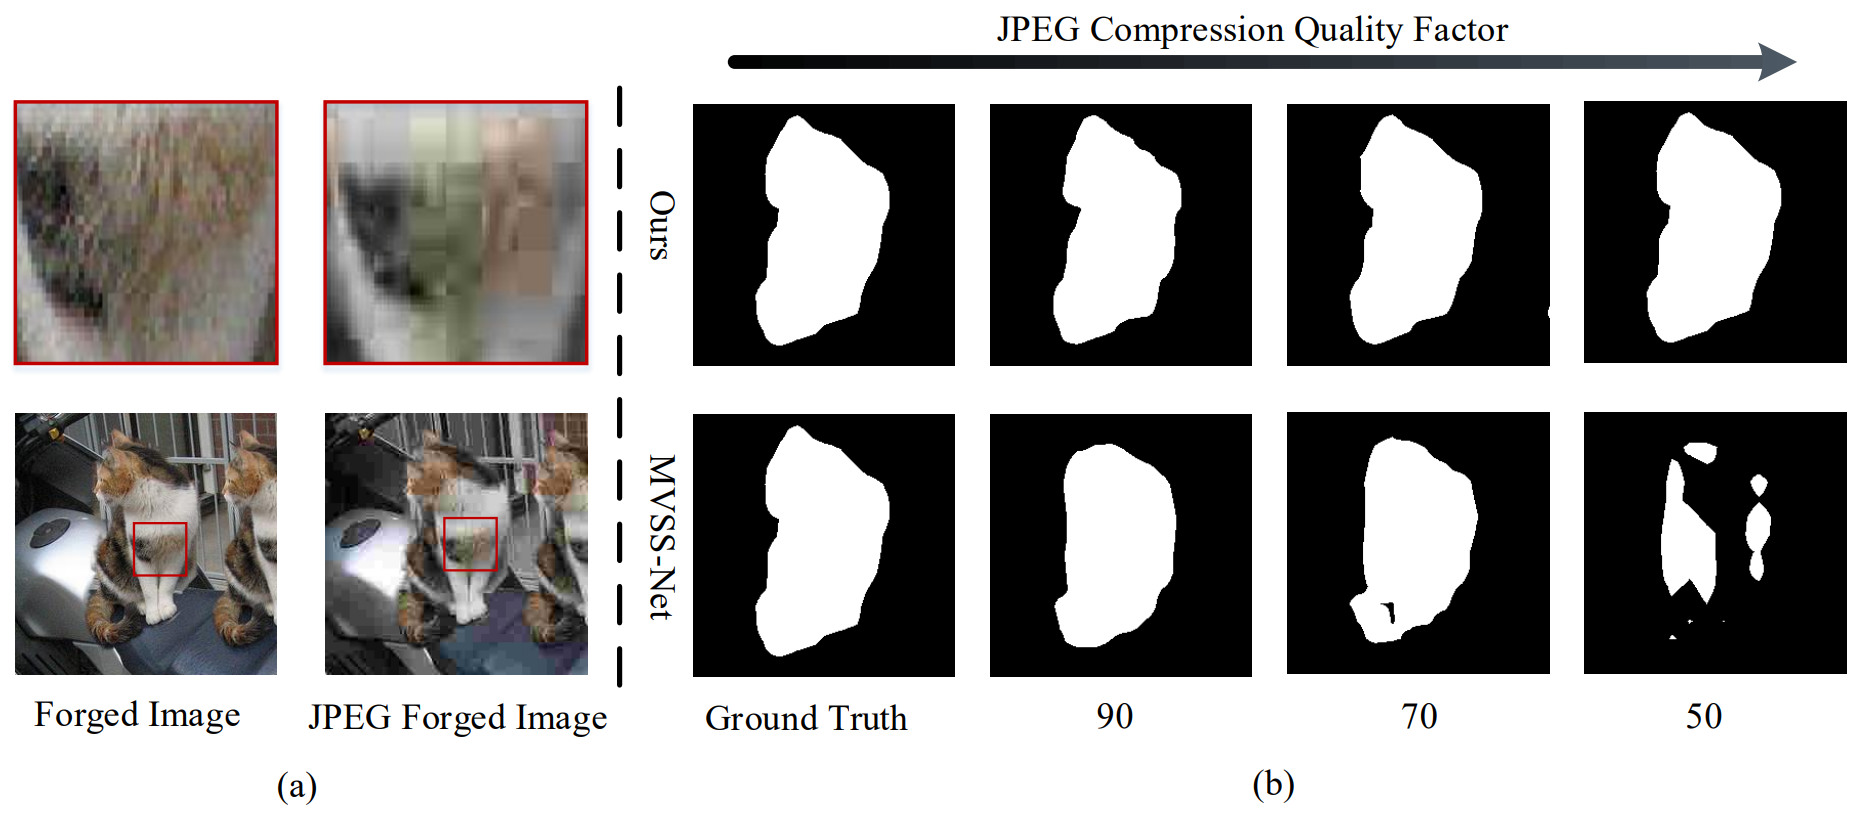 JPEG Compression Quality Factor
Ours
MVSS-Net
Forged Image
JPEG Forged Image
Ground Truth
90
70
50
(a)
(b)